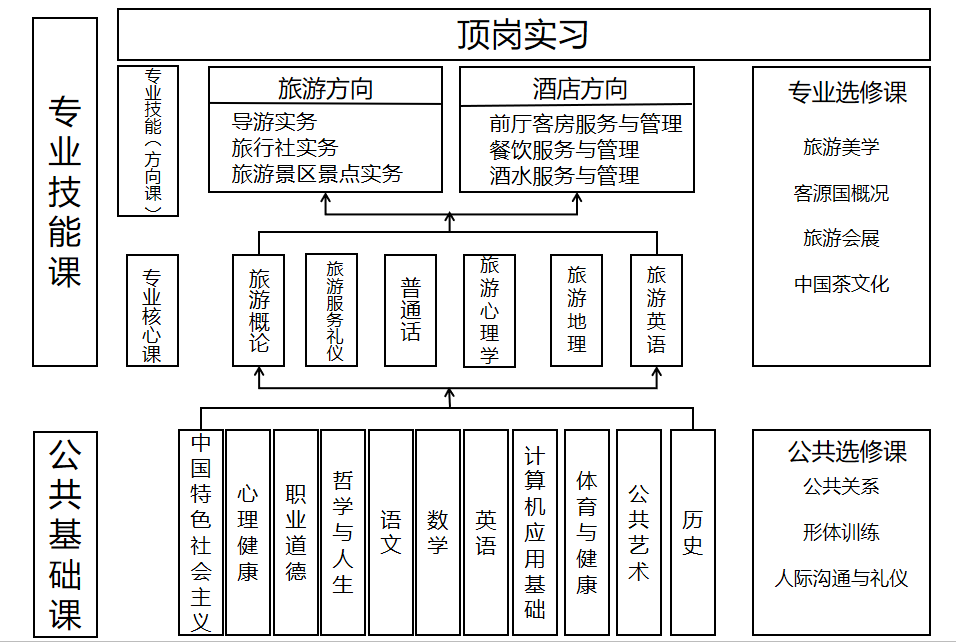 顶岗实习
专业技能课
专业技能（方向课）
旅游方向
导游实务
旅行社实务
旅游景区景点实务
酒店方向
前厅客房服务与管理
餐饮服务与管理
酒水服务与管理
专业选修课
旅游美学
客源国概况
旅游会展
中国茶文化
专业核心课
旅游概论
旅游服务礼仪
普通话
旅游心理学
旅游地理
旅游英语
公共基础课
中国特色社会主义
心理健康
职业道德
哲学与人生
语文
数学
英语
计算机应用基础
体育与健康
公共艺术
历史
公共选修课
公共关系
形体训练
人际沟通与礼仪